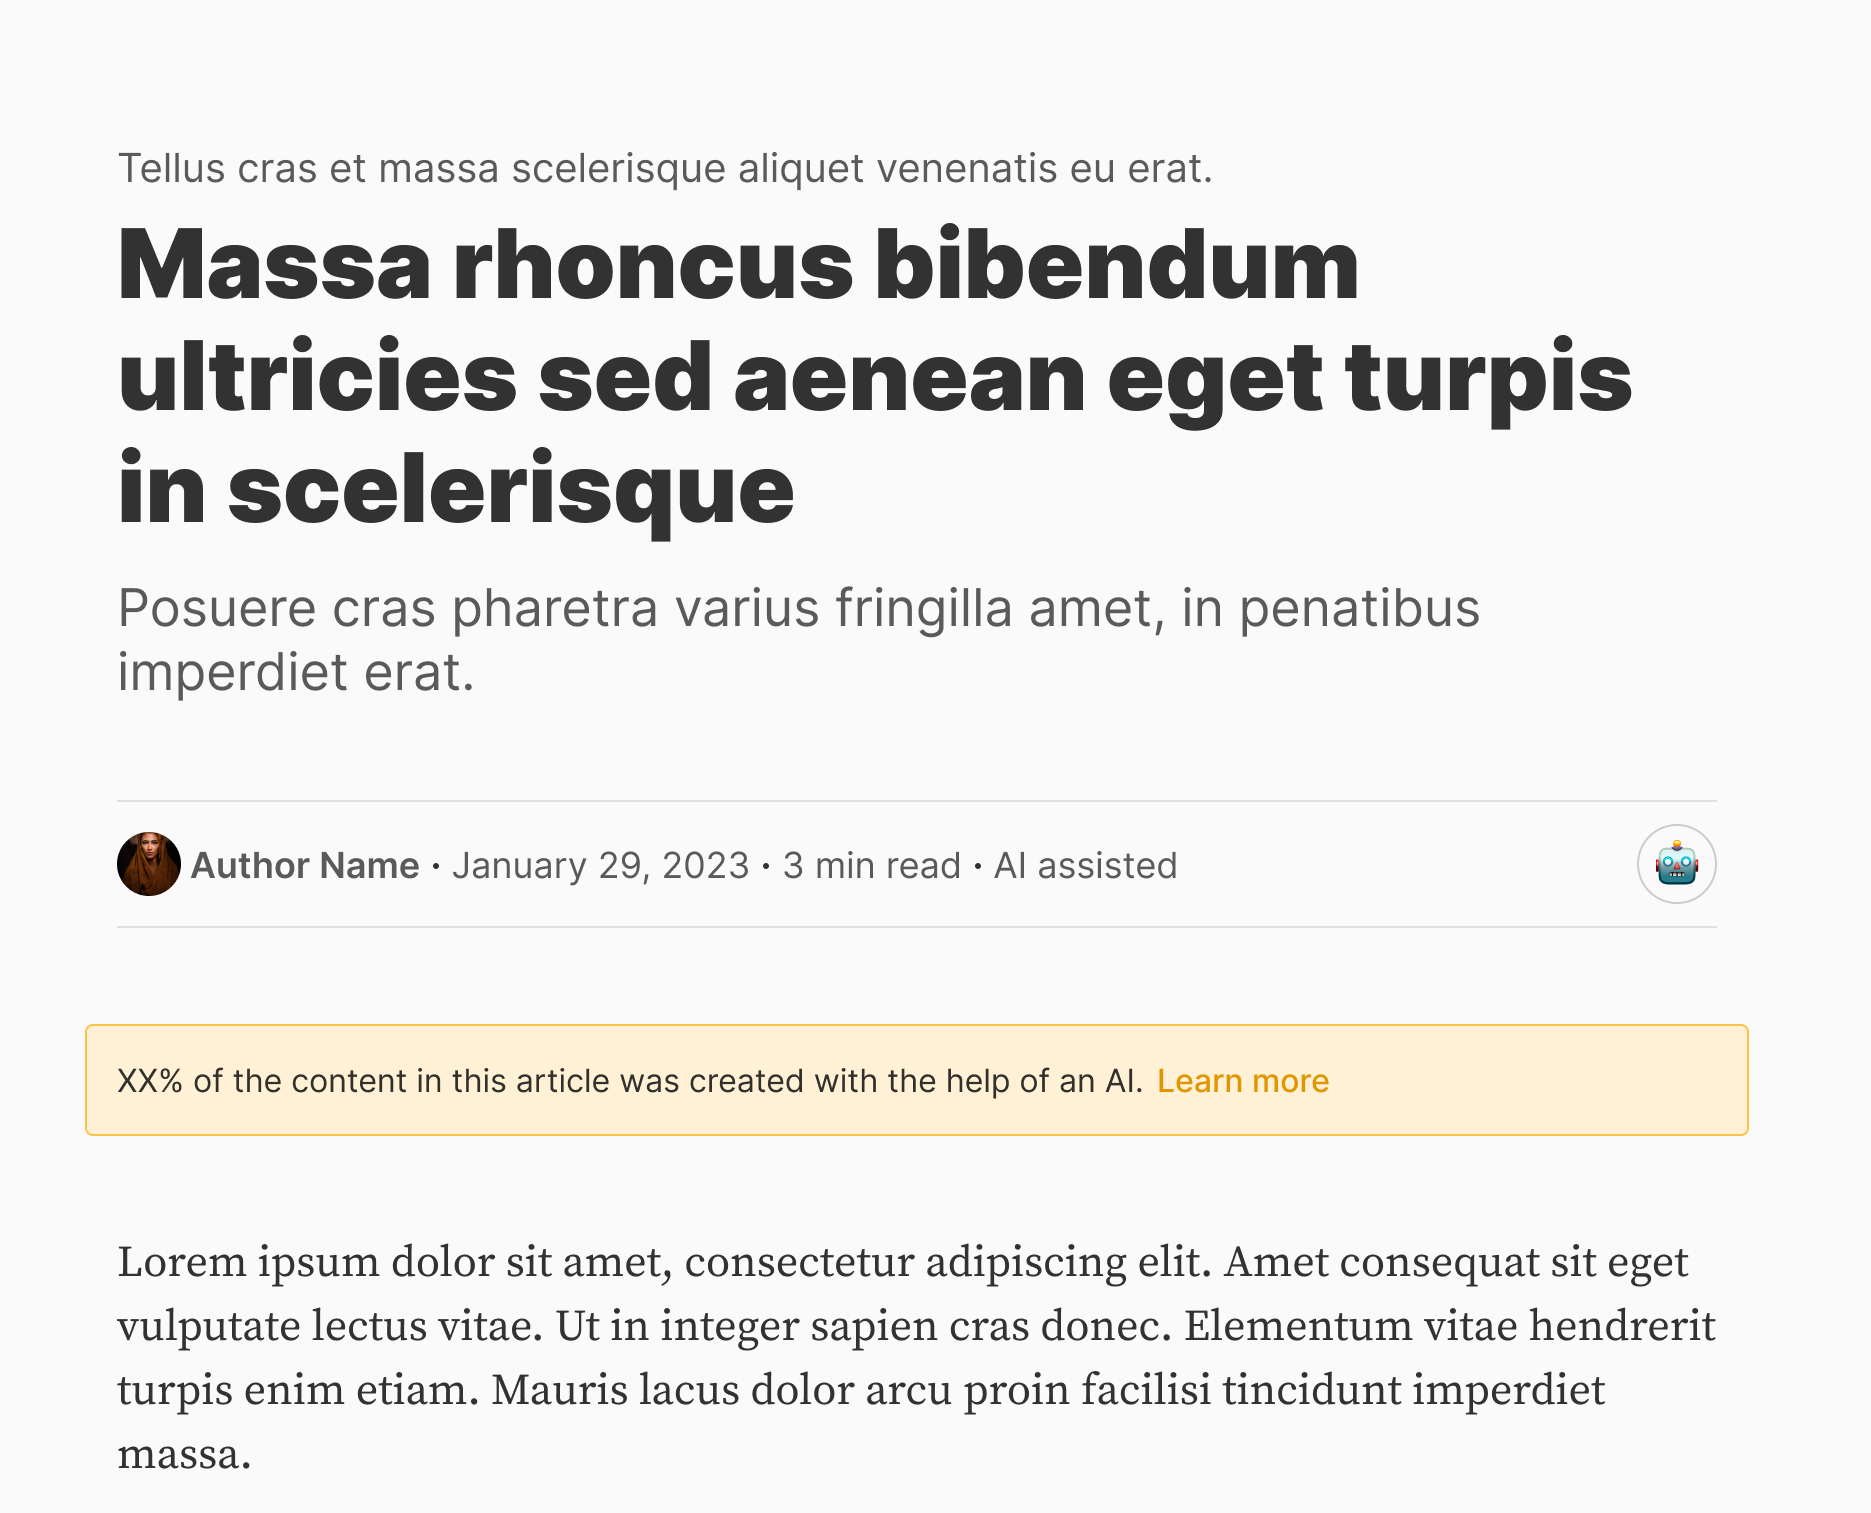 Tellus cras et massa scelerisque aliquet venenatis eu erat.
Massa rhoncus bibendum
ultricies sed aenean eget turpis
in scelerisque
Posuere cras pharetra varius fringilla amet, in penatibus
imperdiet erat.
Author Name · January 29, 2023 · 3 min read · AI assisted
XX% of the content in this article was created with the help of an AI. Learn more
Lorem ipsum dolor sit amet, consectetur adipiscing elit. Amet consequat sit eget
vulputate lectus vitae. Ut in integer sapien cras donec. Elementum vitae hendrerit
turpis enim etiam. Mauris lacus dolor arcu proin facilisi tincidunt imperdiet
massa.